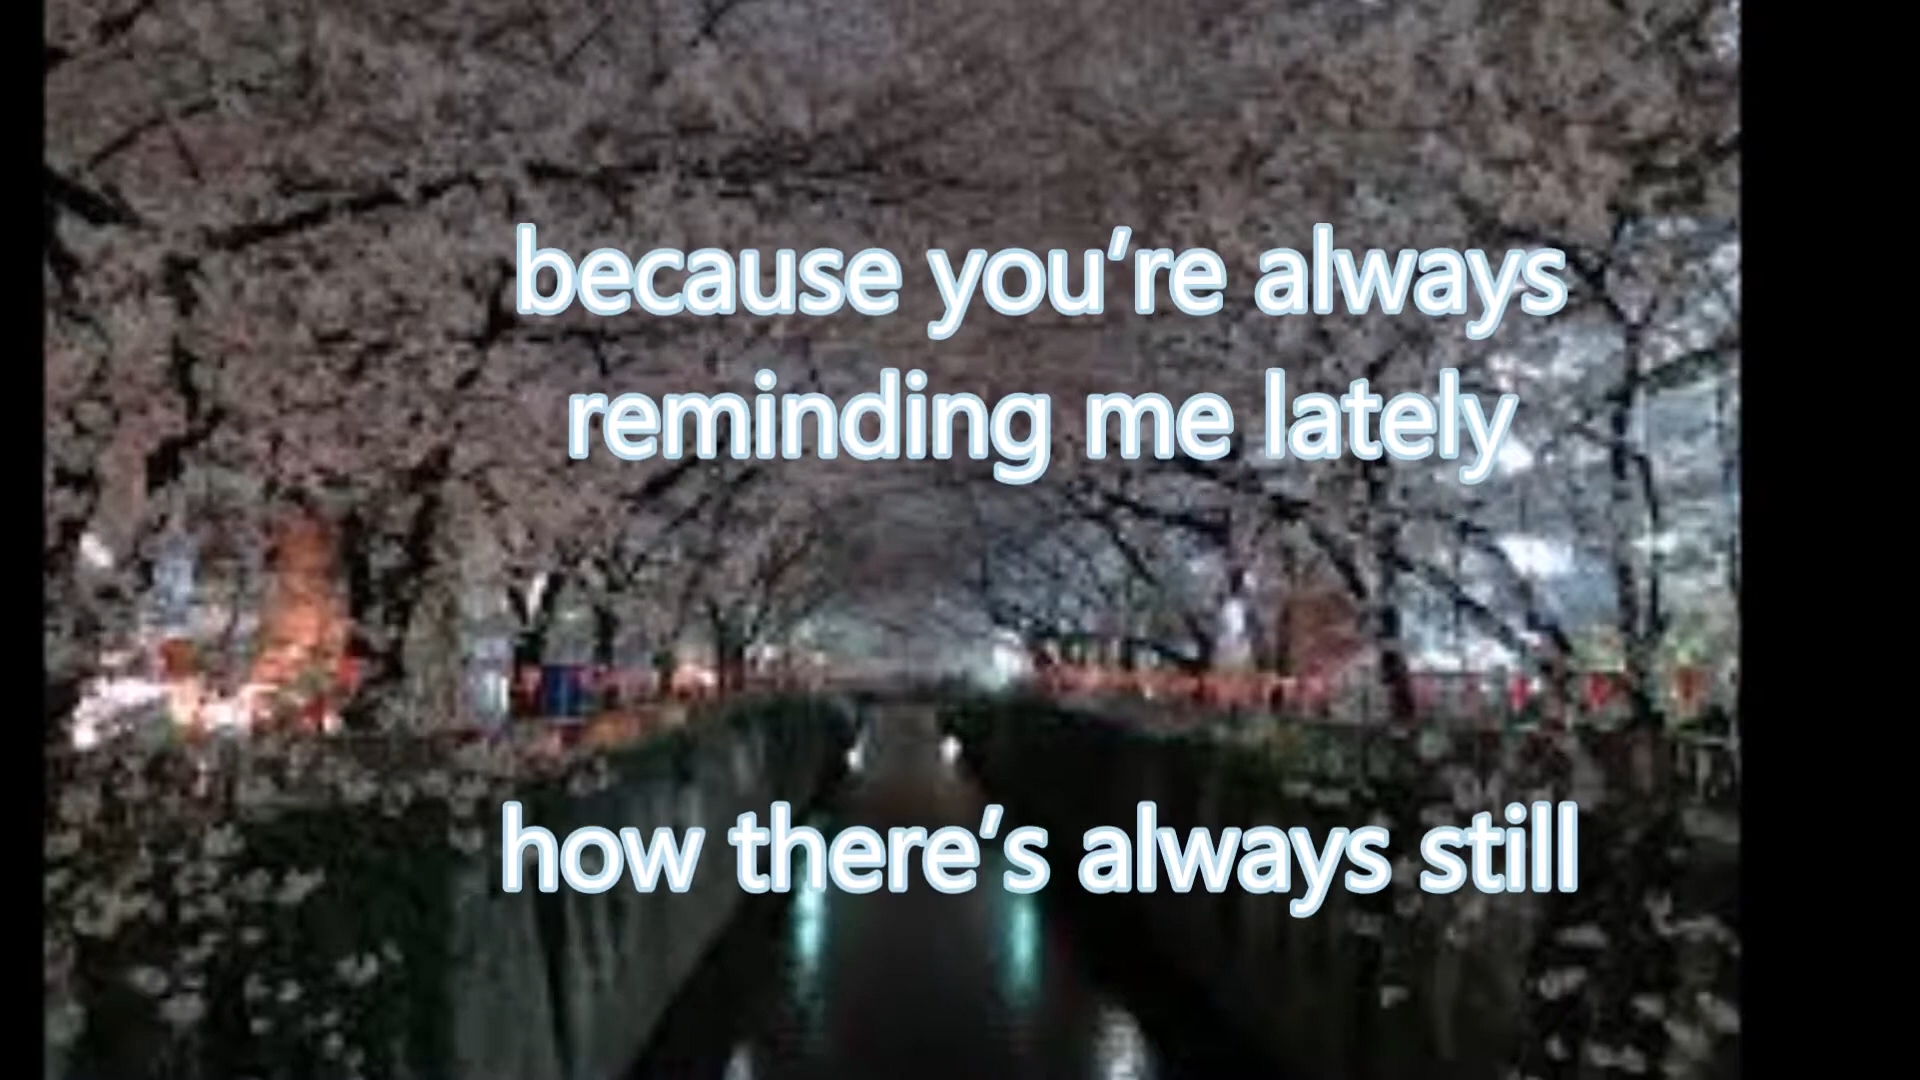 because you’re always
reminding me lately
how there’s always still